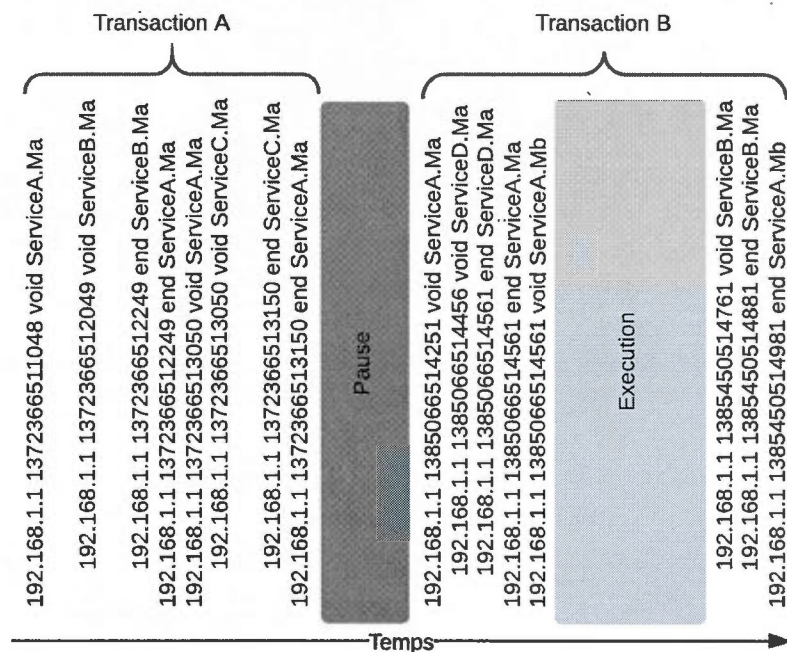 Transaction A
Transaction B
192.168.1.1 1372366511048 void ServiceA.Ma
192.168.1.1 1372366512049 void ServiceB.Ma
192.168.1.1 1372366512249 end ServiceB.Ma
192.168.1.1 1372366512249 end ServiceA.Ma
192.168.1.1 1372366513050 void ServiceA.Ma
192.168.1.1 1372366513050 void ServiceC.Ma
192.168.1.1 1372366513150 end ServiceC.Ma
192.168.1.1 1372366513150 end ServiceA.Ma
Pause
192.168.1.1 1385066514251 void ServiceA.Ma
192.168.1.1 1385066514456 void ServiceD.Ma
192.168.1.1 1385066514561 end ServiceD.Ma
192.168.1.1 1385066514561 end ServiceA.Ma
192.168.1.1 1385066514561 void ServiceA.Mb
Execution
192.168.1.1 1385450514761 void ServiceB.Ma
192.168.1.1 1385450514881 end ServiceB.Ma
192.168.1.1 1385450514981 end ServiceA.Mb
Temps